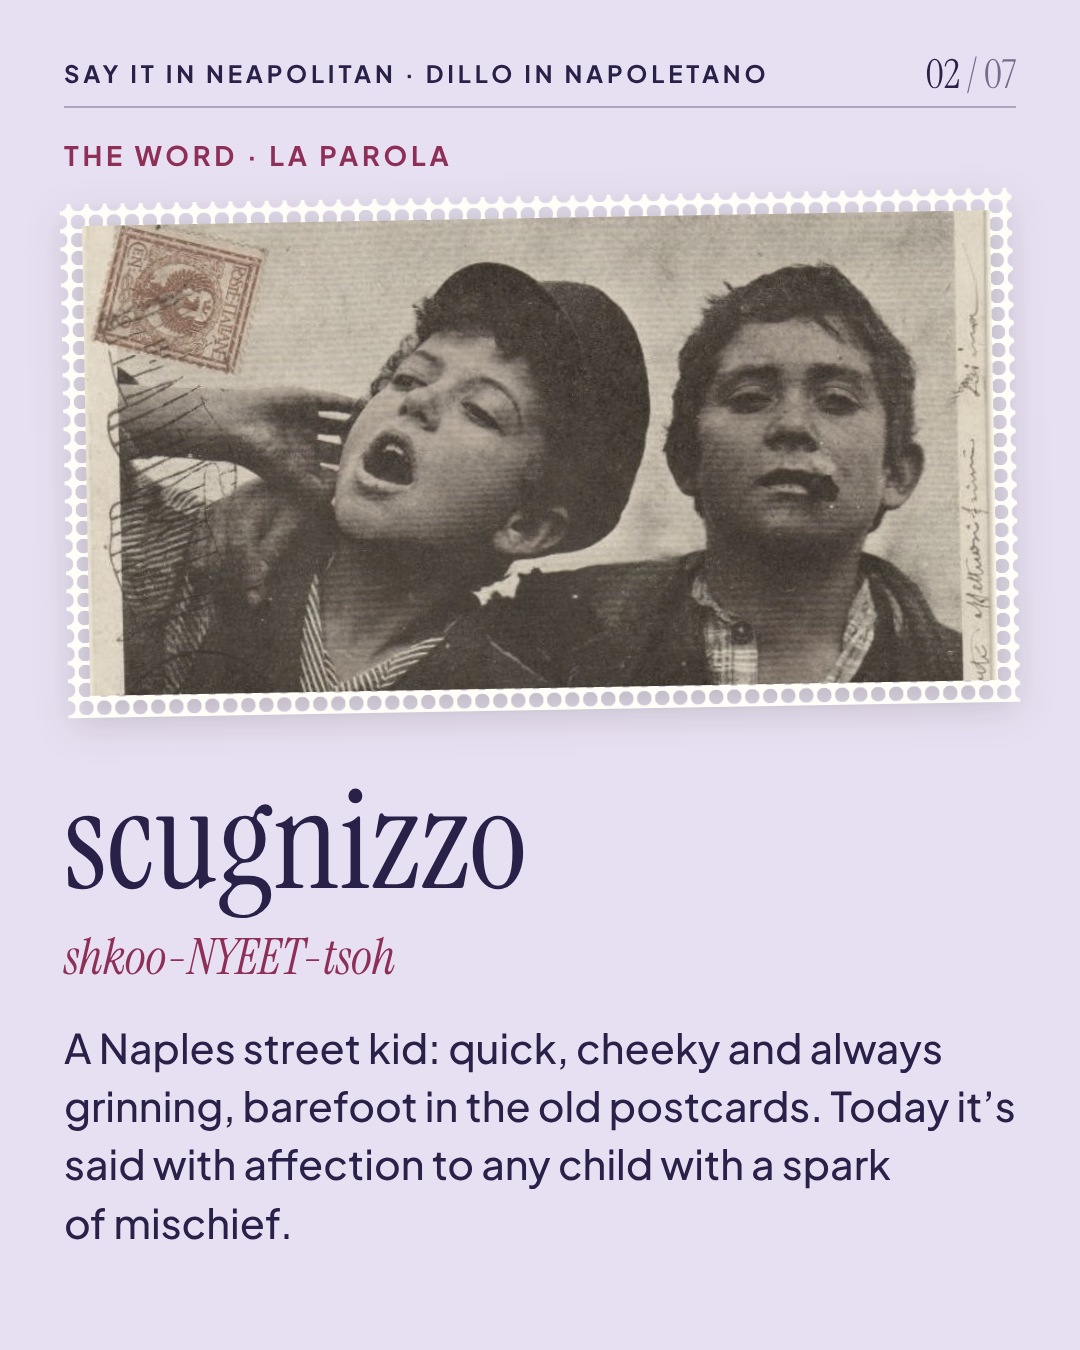 SAY IT IN NEAPOLITAN · DILLO IN NAPOLETANO
02 / 07
THE WORD · LA PAROLA
scugnizzo
shkoo-NYEET-tsoh
A Naples street kid: quick, cheeky and always
grinning, barefoot in the old postcards. Today it’s
said with affection to any child with a spark
of mischief.